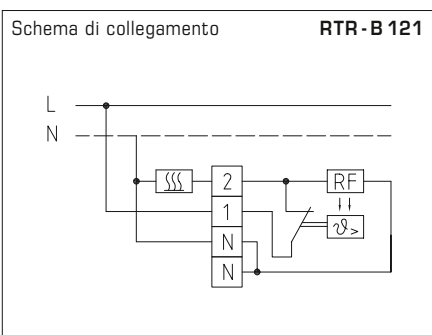 Schema di collegamento RTR-B 121
L
N
2 RF
1
ϑ>
N
N